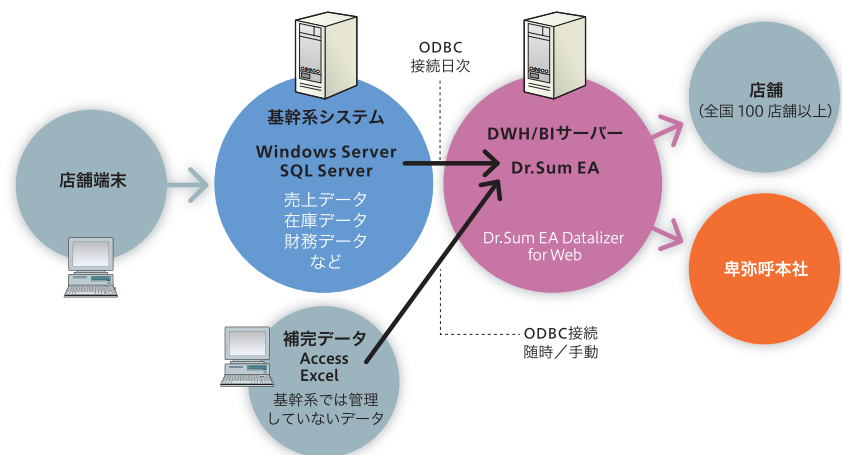 店舗端末
基幹系システム
Windows Server
SQL Server
売上データ
在庫データ
財務データ
など
補完データ
Access
Excel
基幹系では管理
していないデータ
ODBC
接続日次
ODBC接続
随時／手動
DWH/BIサーバー
Dr.Sum EA
Dr.Sum EA Datalizer
for Web
店舗
（全国 100 店舗以上）
卑弥呼本社